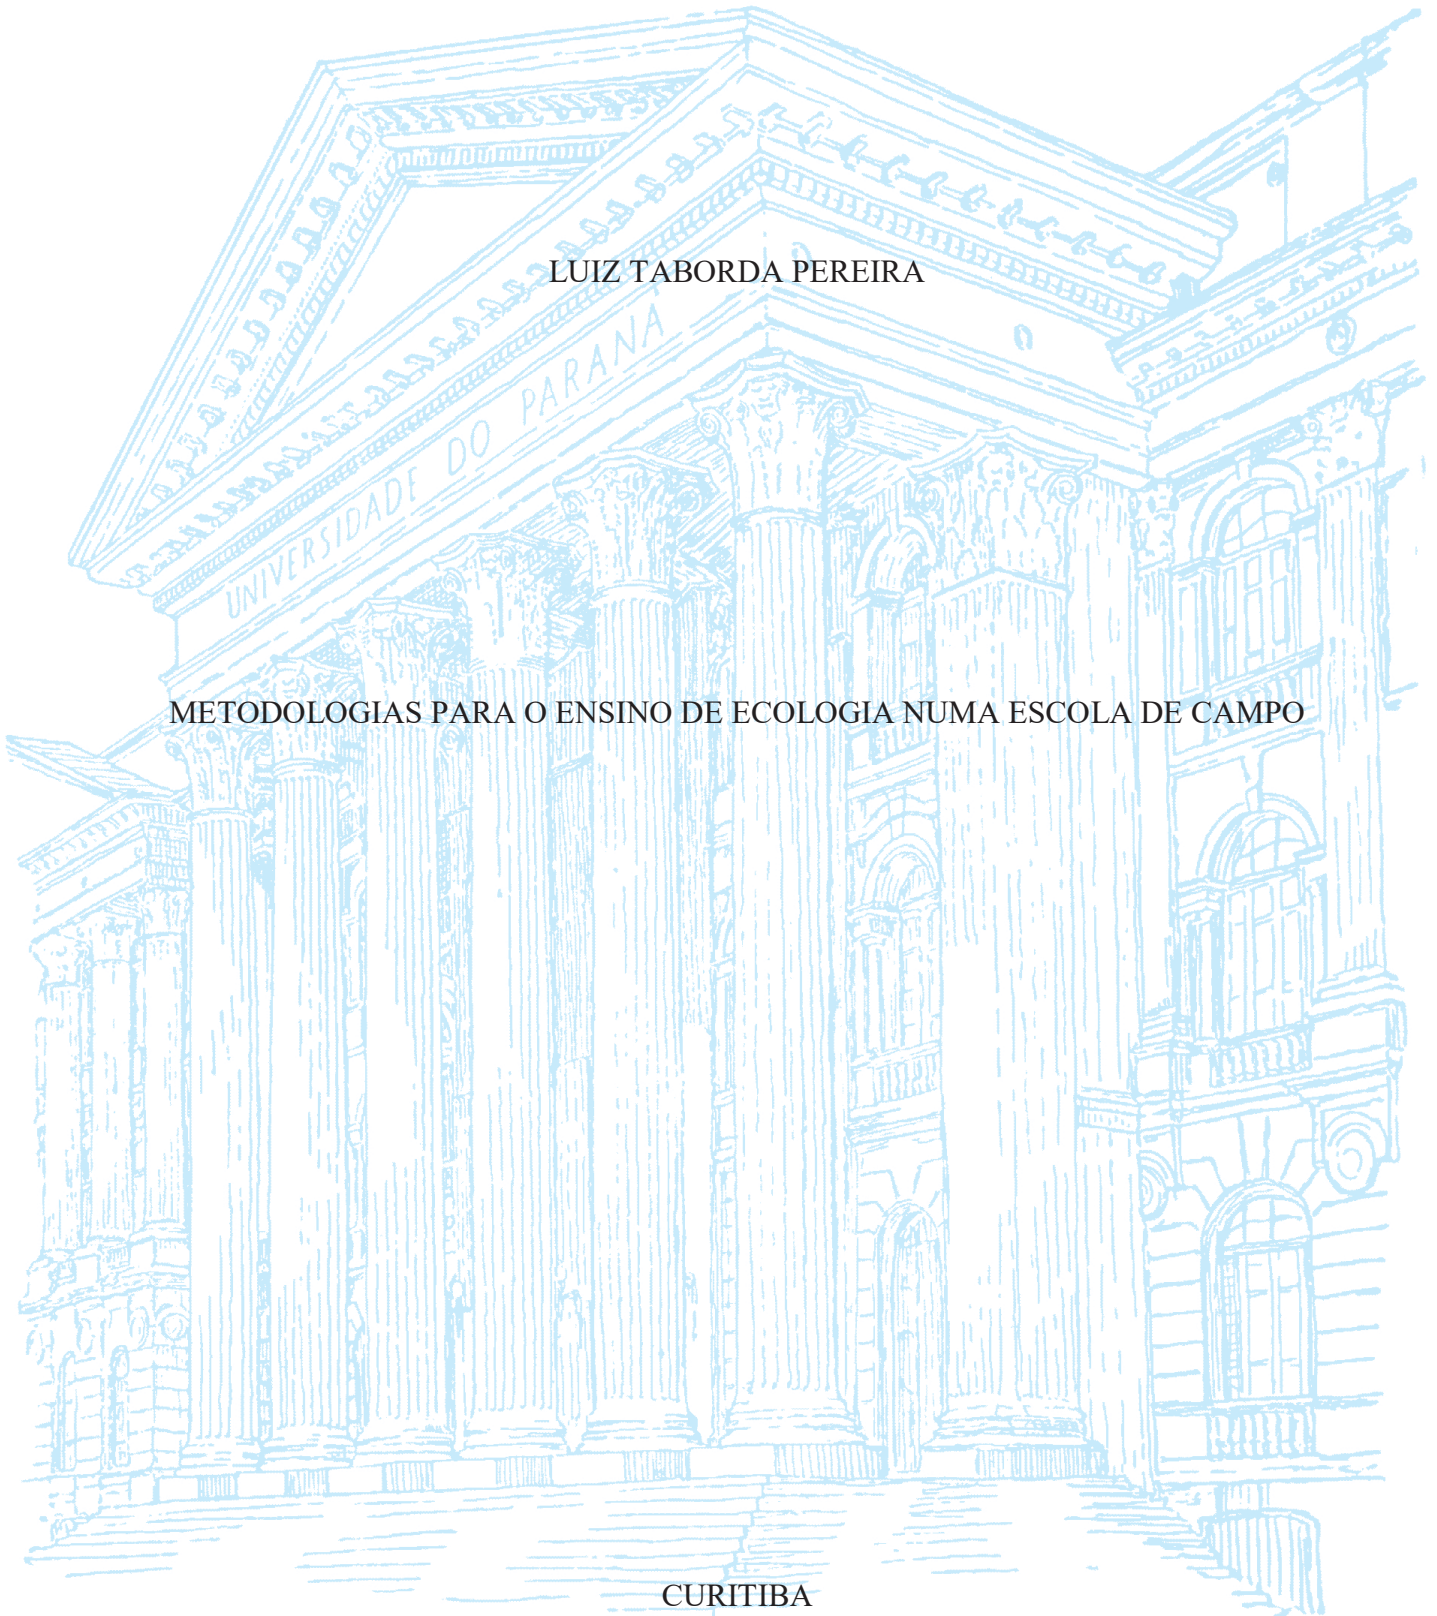 LUIZ TABORDA PEREIRA
UNIVERSIDADE DO PARANÁ
METODOLOGIAS PARA O ENSINO DE ECOLOGIA NUMA ESCOLA DE CAMPO
CURITIBA